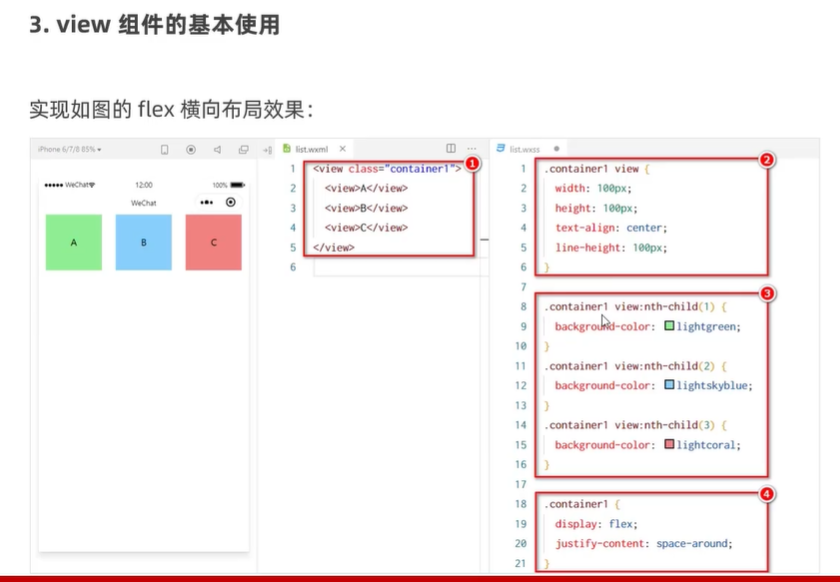 3. view 组件的基本使用
实现如图的 flex 横向布局效果：
iPhone 6/7/8 85%
WeChat
12:00
100%
WeChat
A
B
C
list.wxml
1 <view class="container1">
2 <view>A</view>
3 <view>B</view>
4 <view>C</view>
5 </view>
6
1
list.wxss
1 .container1 view {
2 width: 100px;
3 height: 100px;
4 text-align: center;
5 line-height: 100px;
6 }
2
7
8 .container1 view:nth-child(1) {
9 background-color: lightgreen;
10 }
11 .container1 view:nth-child(2) {
12 background-color: lightskyblue;
13 }
14 .container1 view:nth-child(3) {
15 background-color: lightcoral;
16 }
3
17
18 .container1 {
19 display: flex;
20 justify-content: space-around;
21 }
4